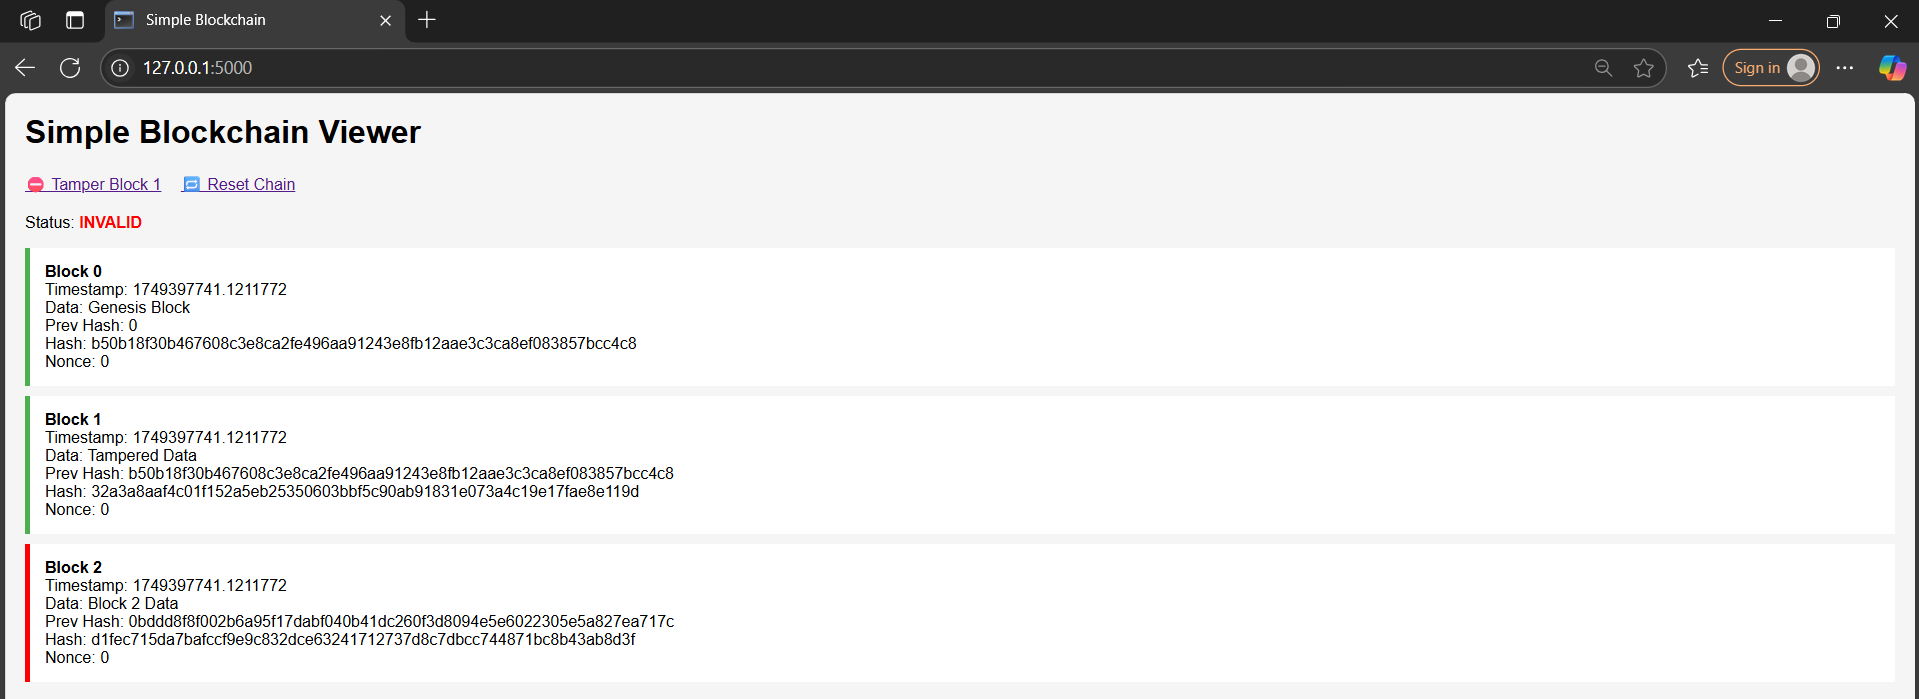 Simple Blockchain
127.0.0.1:5000
Sign in
Simple Blockchain Viewer
Tamper Block 1 Reset Chain
Status: INVALID
Block 0
Timestamp: 1749397741.1211772
Data: Genesis Block
Prev Hash: 0
Hash: b50b18f30b467608c3e8ca2fe496aa91243e8fb12aae3c3ca8ef083857bcc4c8
Nonce: 0
Block 1
Timestamp: 1749397741.1211772
Data: Tampered Data
Prev Hash: b50b18f30b467608c3e8ca2fe496aa91243e8fb12aae3c3ca8ef083857bcc4c8
Hash: 32a3a8aaf4c01f152a5eb25350603bbf5c90ab91831e073a4c19e17fae8e119d
Nonce: 0
Block 2
Timestamp: 1749397741.1211772
Data: Block 2 Data
Prev Hash: 0bddd8f8f002b6a95f17dabf040b41dc260f3d8094e5e6022305e5a827ea717c
Hash: d1fec715da7bafccf9e9c832dce63241712737d8c7dbcc744871bc8b43ab8d3f
Nonce: 0